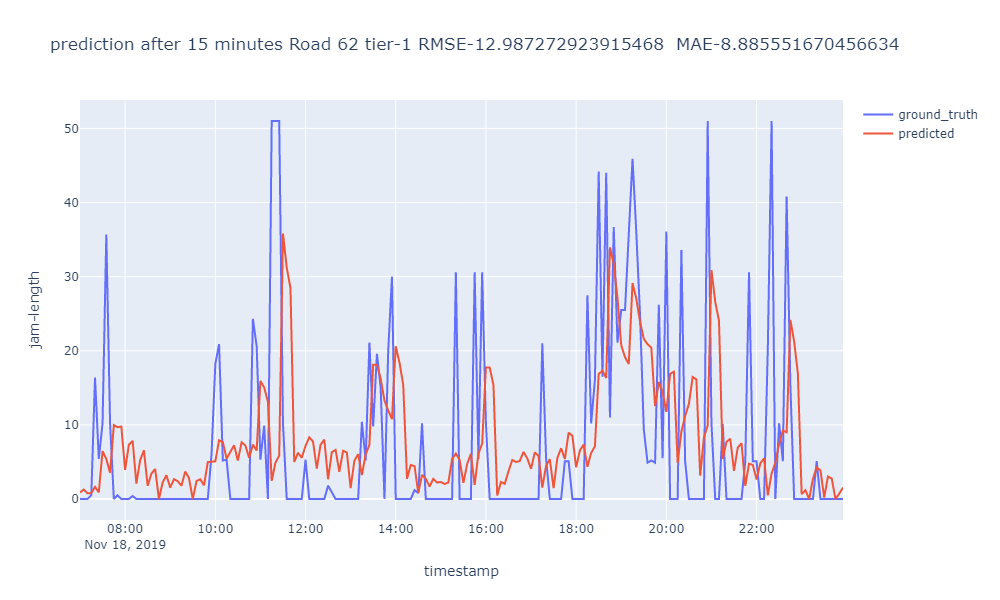 prediction after 15 minutes Road 62 tier-1 RMSE-12.987272923915468  MAE-8.885551670456634
ground_truth
predicted
50
40
30
20
10
0
jam-length
08:00 10:00 12:00 14:00 16:00 18:00 20:00 22:00
Nov 18, 2019
timestamp